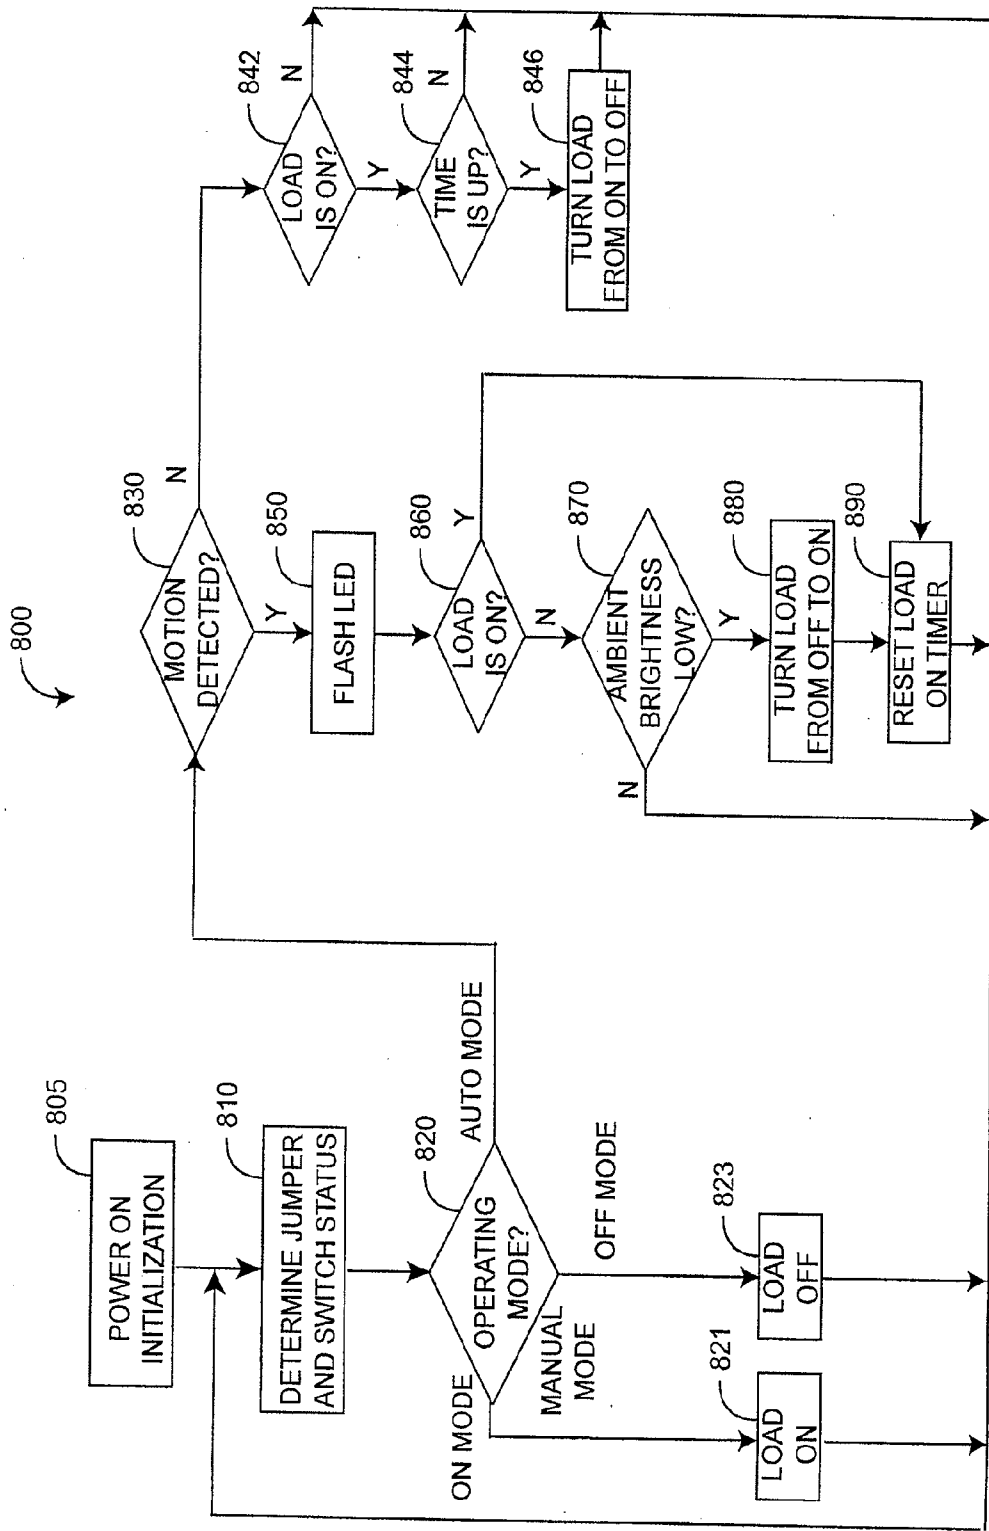 800
805
POWER ON
INITIALIZATION
810
DETERMINE JUMPER
AND SWITCH STATUS
820
OPERATING
MODE?
AUTO MODE
ON MODE
MANUAL
MODE
OFF MODE
821
LOAD
ON
823
LOAD
OFF
830
MOTION
DETECTED?
N
Y
850
FLASH LED
860
LOAD
IS ON?
Y
N
870
AMBIENT
BRIGHTNESS
LOW?
N
Y
880
TURN LOAD
FROM OFF TO ON
890
RESET LOAD
ON TIMER
842
LOAD
IS ON?
N
Y
844
TIME
IS UP?
N
Y
846
TURN LOAD
FROM ON TO OFF